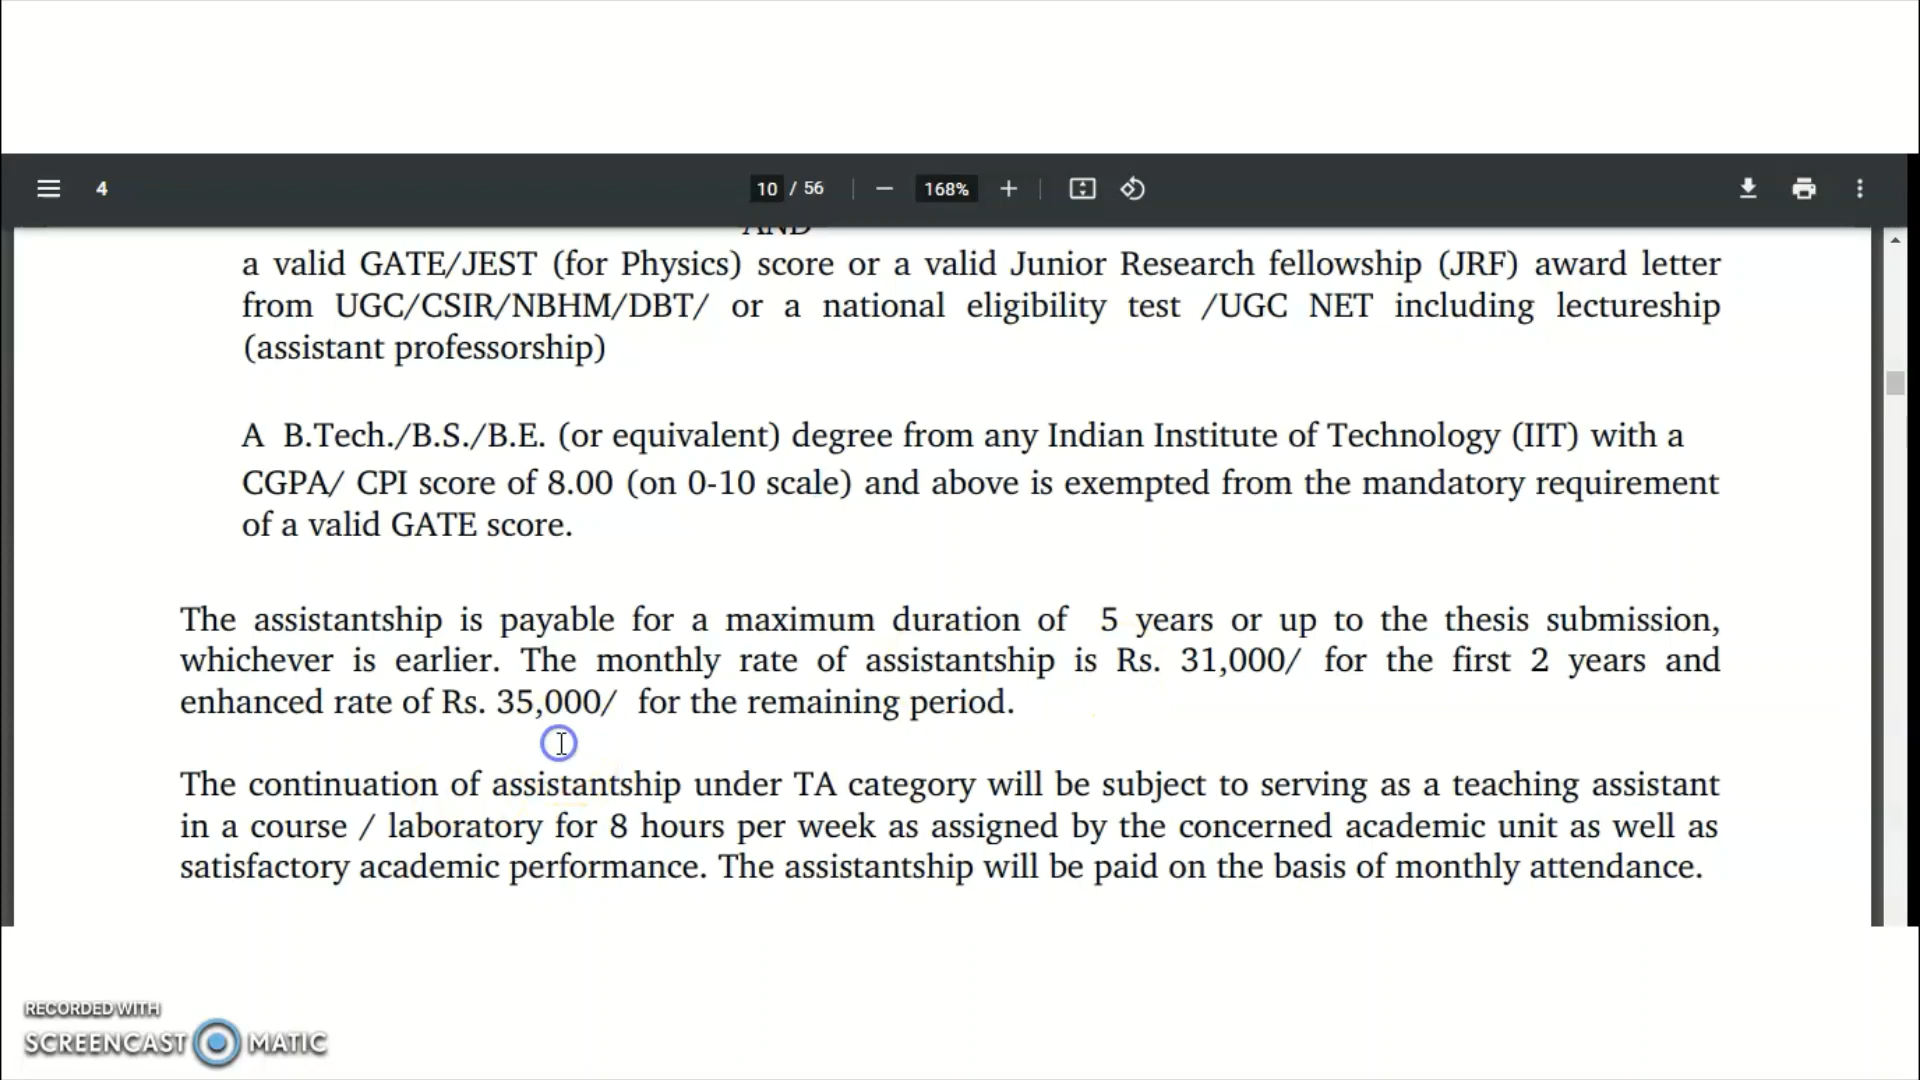 4
10 / 56
168%
AND
a valid GATE/JEST (for Physics) score or a valid Junior Research fellowship (JRF) award letter
from UGC/CSIR/NBHM/DBT/ or a national eligibility test /UGC NET including lectureship
(assistant professorship)
A B.Tech./B.S./B.E. (or equivalent) degree from any Indian Institute of Technology (IIT) with a
CGPA/ CPI score of 8.00 (on 0-10 scale) and above is exempted from the mandatory requirement
of a valid GATE score.
The assistantship is payable for a maximum duration of 5 years or up to the thesis submission,
whichever is earlier. The monthly rate of assistantship is Rs. 31,000/ for the first 2 years and
enhanced rate of Rs. 35,000/ for the remaining period.
The continuation of assistantship under TA category will be subject to serving as a teaching assistant
in a course / laboratory for 8 hours per week as assigned by the concerned academic unit as well as
satisfactory academic performance. The assistantship will be paid on the basis of monthly attendance.
RECORDED WITH
SCREENCAST MATIC